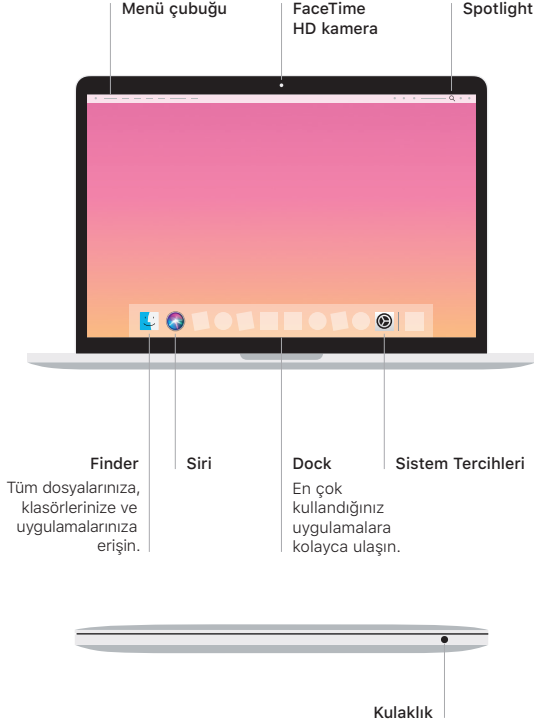 Menü çubuğu
FaceTime
HD kamera
Spotlight
Finder
Tüm dosyalarınıza,
klasörlerinize ve
uygulamalarınıza
erişin.
Siri
Dock
En çok
kullandığınız
uygulamalara
kolayca ulaşın.
Sistem Tercihleri
Kulaklık